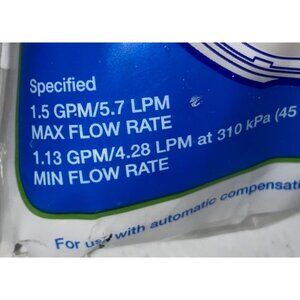 Specified
1.5 GPM/5.7 LPM
MAX FLOW RATE
1.13 GPM/4.28 LPM at 310 kPa (45
MIN FLOW RATE
For use with automatic compensati